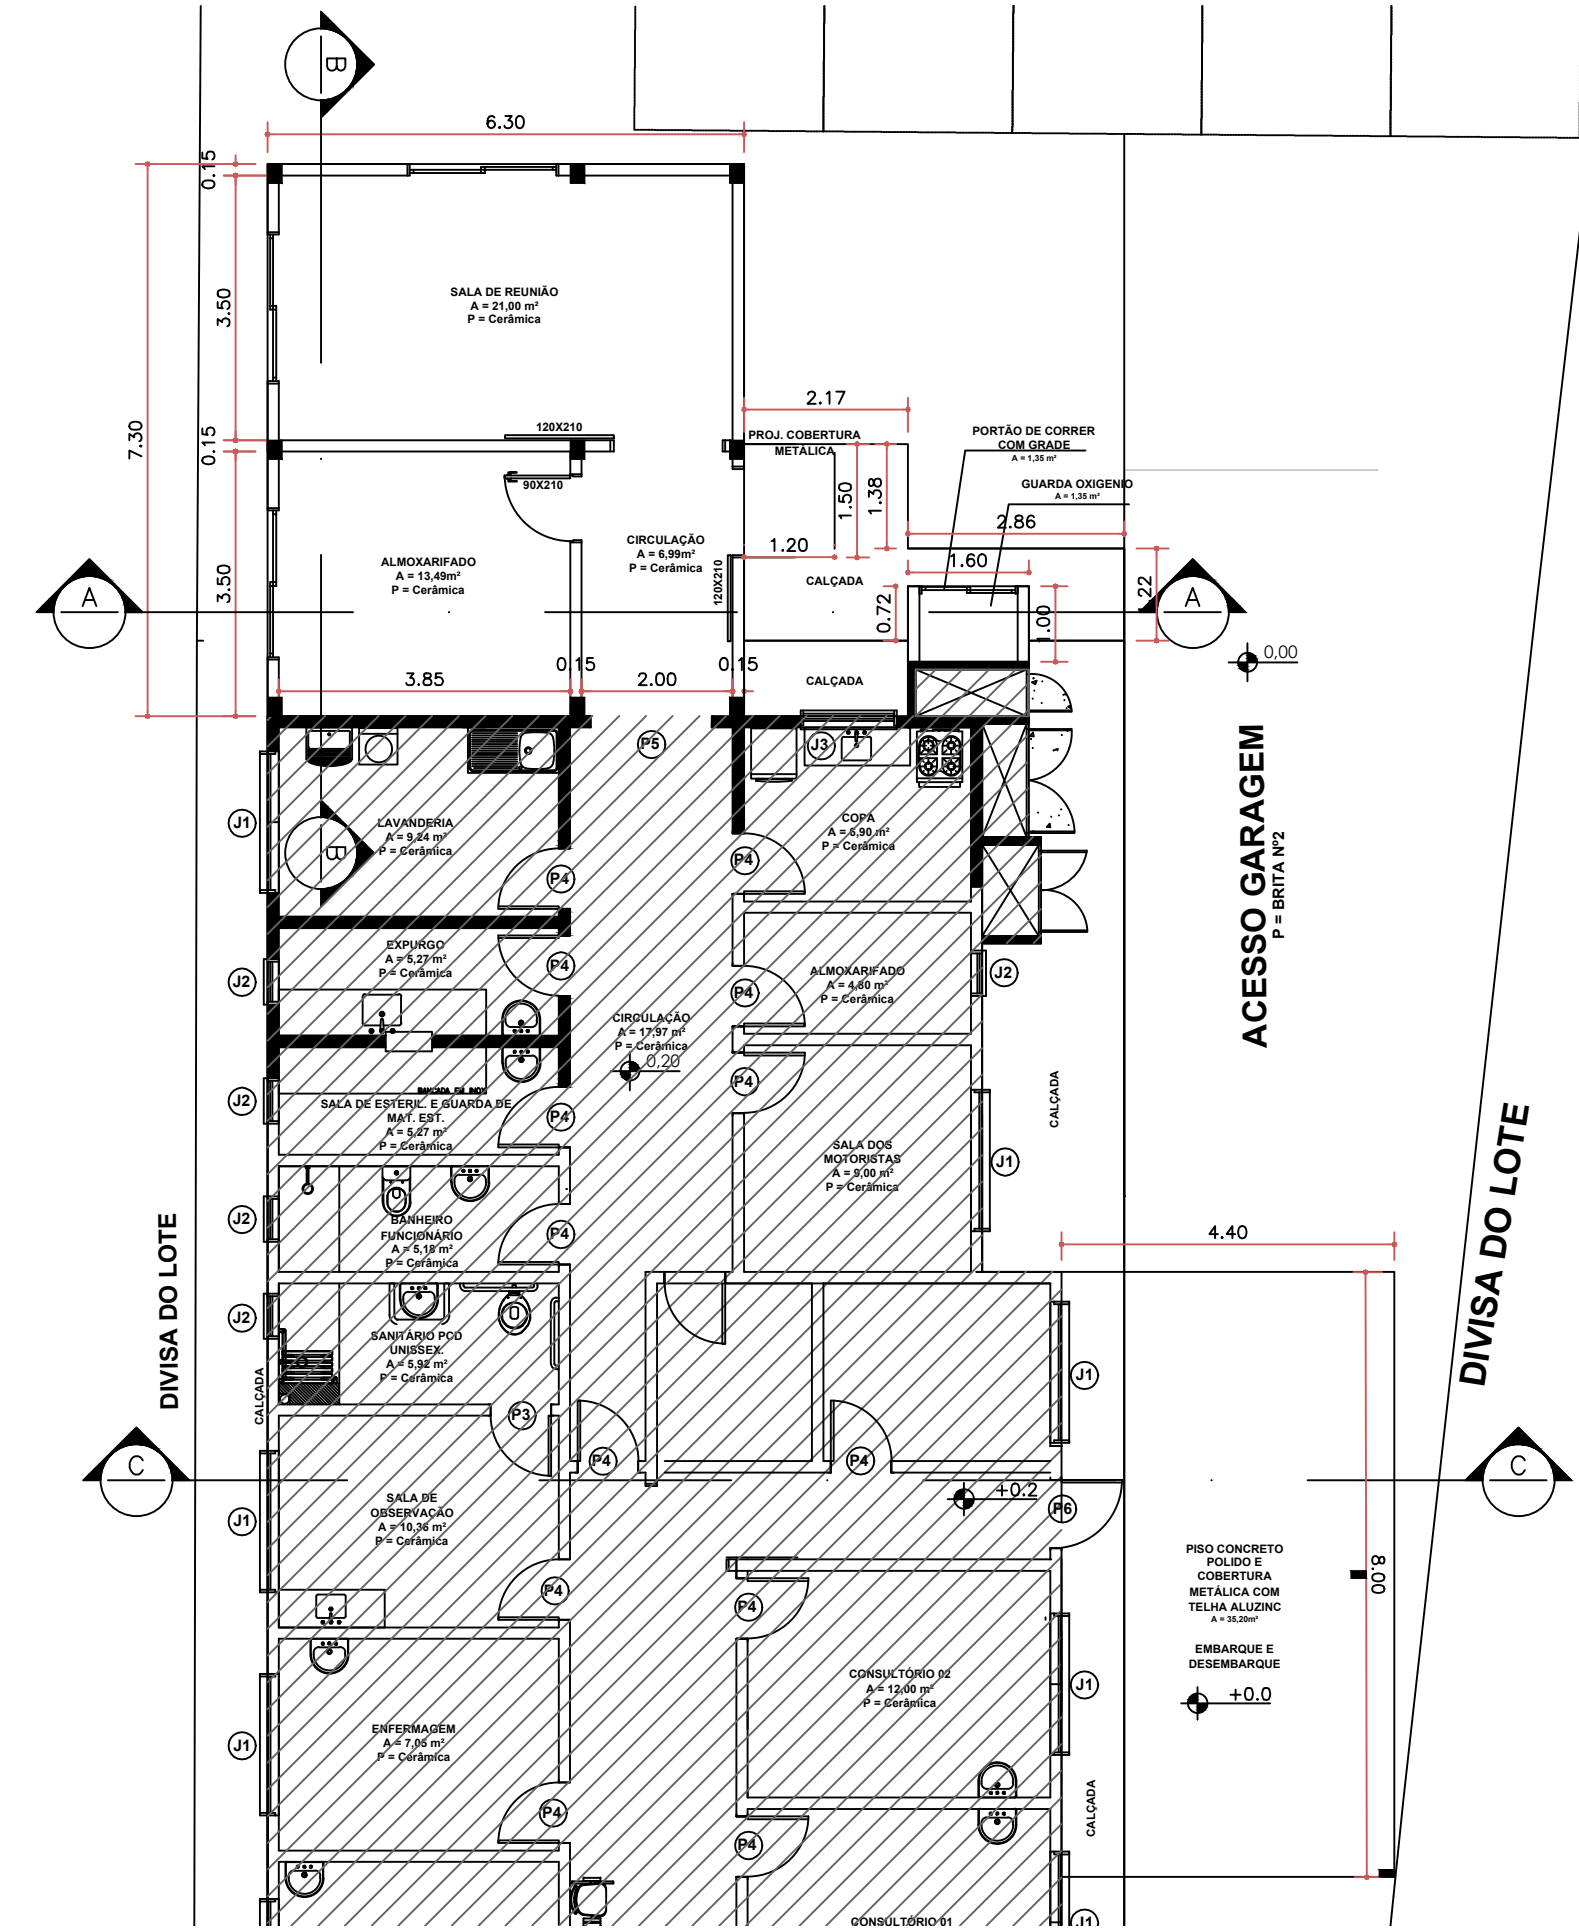 B
6.30
0.15
7.30
3.50
SALA DE REUNIÃO
A = 21,00 m²
P = Cerâmica
0.15
120X210
2.17
PROJ. COBERTURA
METÁLICA
PORTÃO DE CORRER
COM GRADE
A = 1,35 m²
GUARDA OXIGENIO
A = 1,35 m²
90X210
1.50
1.38
2.86
CIRCULAÇÃO
A = 6,99m²
P = Cerâmica
1.20
1.60
ALMOXARIFADO
A = 13,49m²
P = Cerâmica
3.50
120X210
CALÇADA
0.72
1.00
.22
A
A
0,00
0.15
0.15
3.85
2.00
CALÇADA
P5
J3
J1
LAVANDERIA
A = 9,24 m²
P = Cerâmica
B
COPA
A = 6,90 m²
P = Cerâmica
P4
P4
ACESSO GARAGEM
P = BRITA Nº2
EXPURGO
A = 5,27 m²
P = Cerâmica
P4
J2
ALMOXARIFADO
A = 4,80 m²
P = Cerâmica
P4
J2
CIRCULAÇÃO
A = 17,97 m²
P = Cerâmica
0,20
P4
BANCADA EM INOX
J2
SALA DE ESTERIL. E GUARDA DE
MAT. EST.
A = 5,27 m²
P = Cerâmica
P4
CALÇADA
SALA DOS
MOTORISTAS
A = 9,00 m²
P = Cerâmica
J1
J2
BANHEIRO
FUNCIONÁRIO
A = 5,18 m²
P = Cerâmica
P4
4.40
DIVISA DO LOTE
DIVISA DO LOTE
J2
SANITÁRIO PCD
UNISSEX.
A = 5,92 m²
P = Cerâmica
CALÇADA
P3
J1
P4
P4
C
C
+0.2
P6
J1
SALA DE
OBSERVAÇÃO
A = 10,36 m²
P = Cerâmica
P4
PISO CONCRETO
POLIDO E
COBERTURA
METÁLICA COM
TELHA ALUZINC
A = 35,20m²
8.00
P4
EMBARQUE E
DESEMBARQUE
+0.0
CONSULTÓRIO 02
A = 12,00 m²
P = Cerâmica
J1
J1
ENFERMAGEM
A = 7,05 m²
P = Cerâmica
P4
P4
CALÇADA
CONSULTÓRIO 01
J1